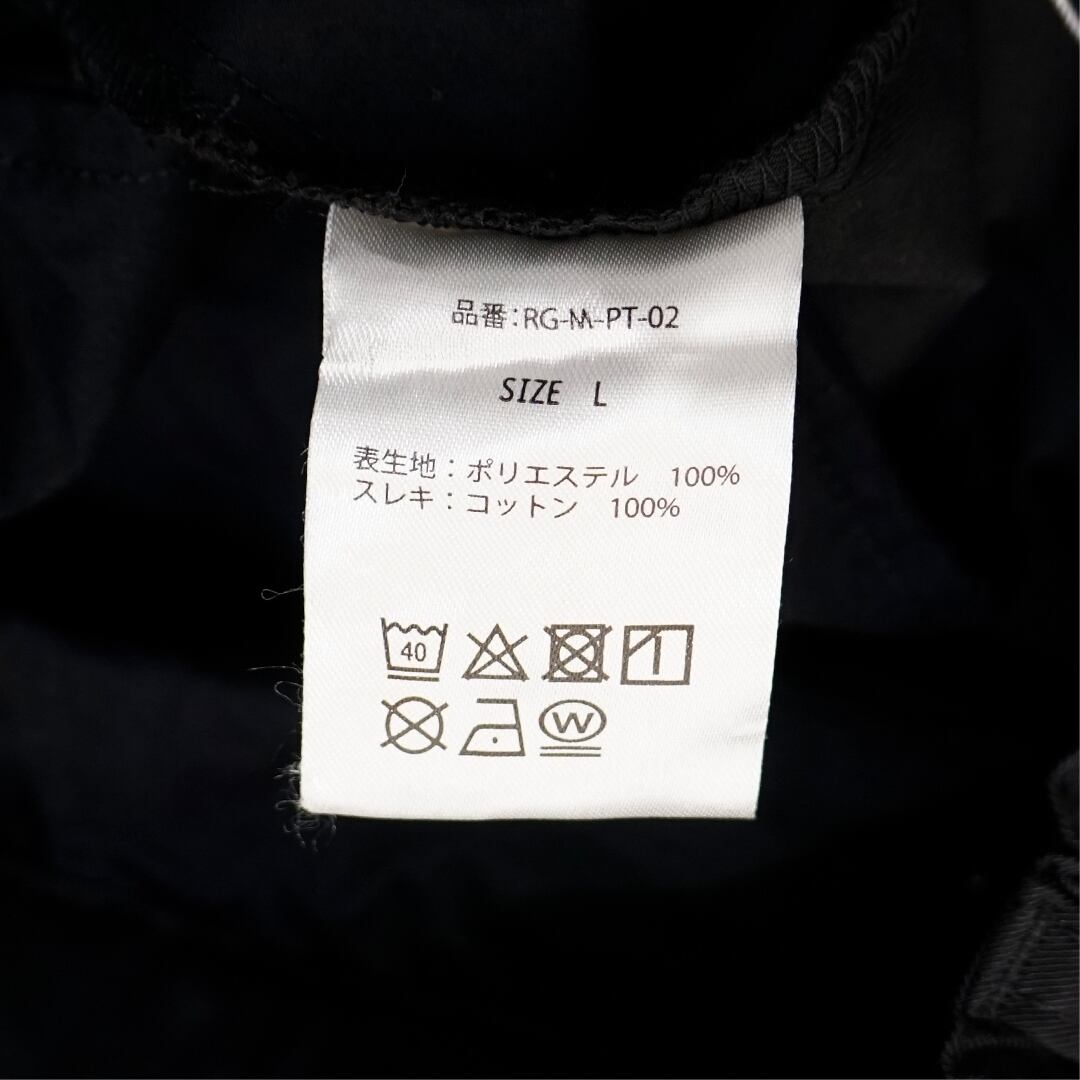 品番:RG-M-PT-02
SIZE L
表生地:ポリエステル 100%
スレキ:コットン 100%
40
W